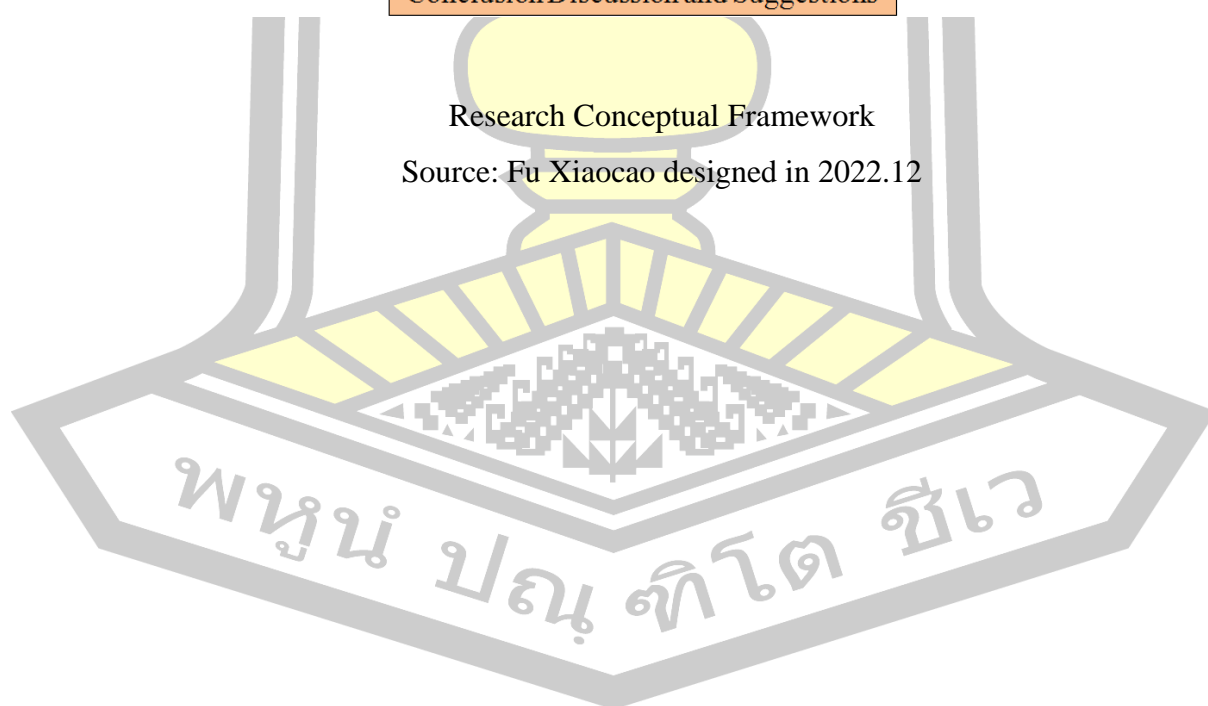 Conclusion Discussion and Suggestions
Research Conceptual Framework
Source: Fu Xiaocao designed in 2022.12
พหูนํ ปณฺฑิโต ชีเว